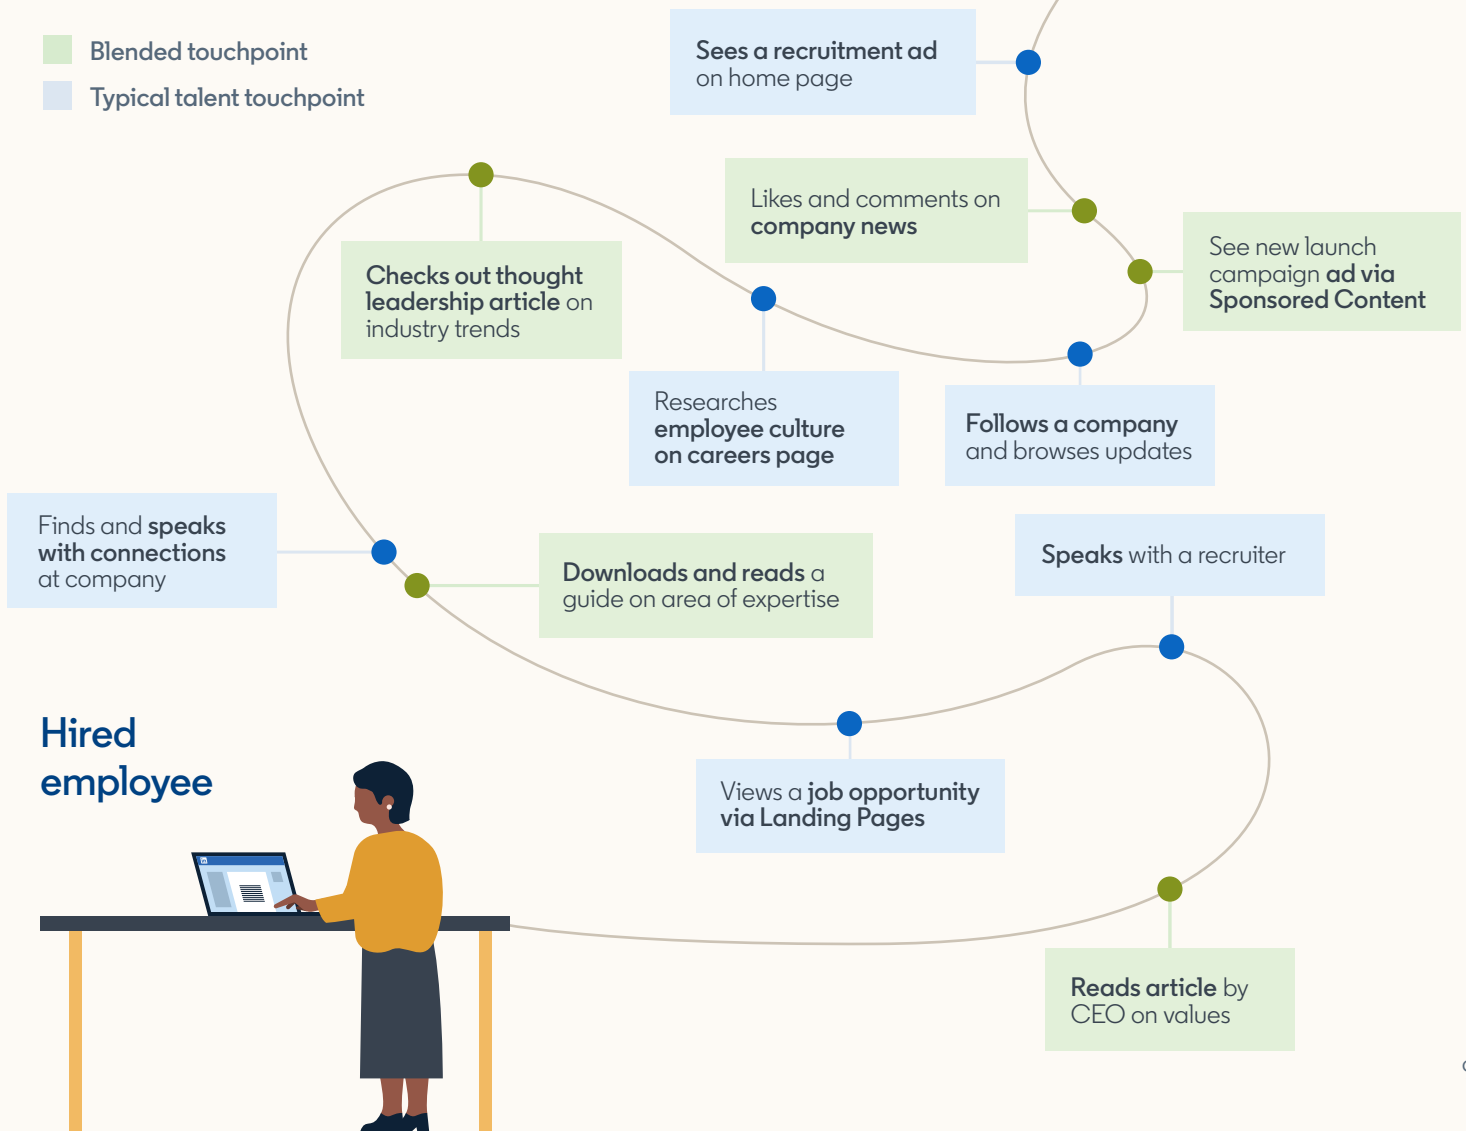 Blended touchpoint
Typical talent touchpoint
Sees a recruitment ad
on home page
Likes and comments on
company news
See new launch
campaign ad via
Sponsored Content
Checks out thought
leadership article on
industry trends
Researches
employee culture
on careers page
Follows a company
and browses updates
Finds and speaks
with connections
at company
Downloads and reads a
guide on area of expertise
Speaks with a recruiter
Hired
employee
Views a job opportunity
via Landing Pages
Reads article by
CEO on values
in